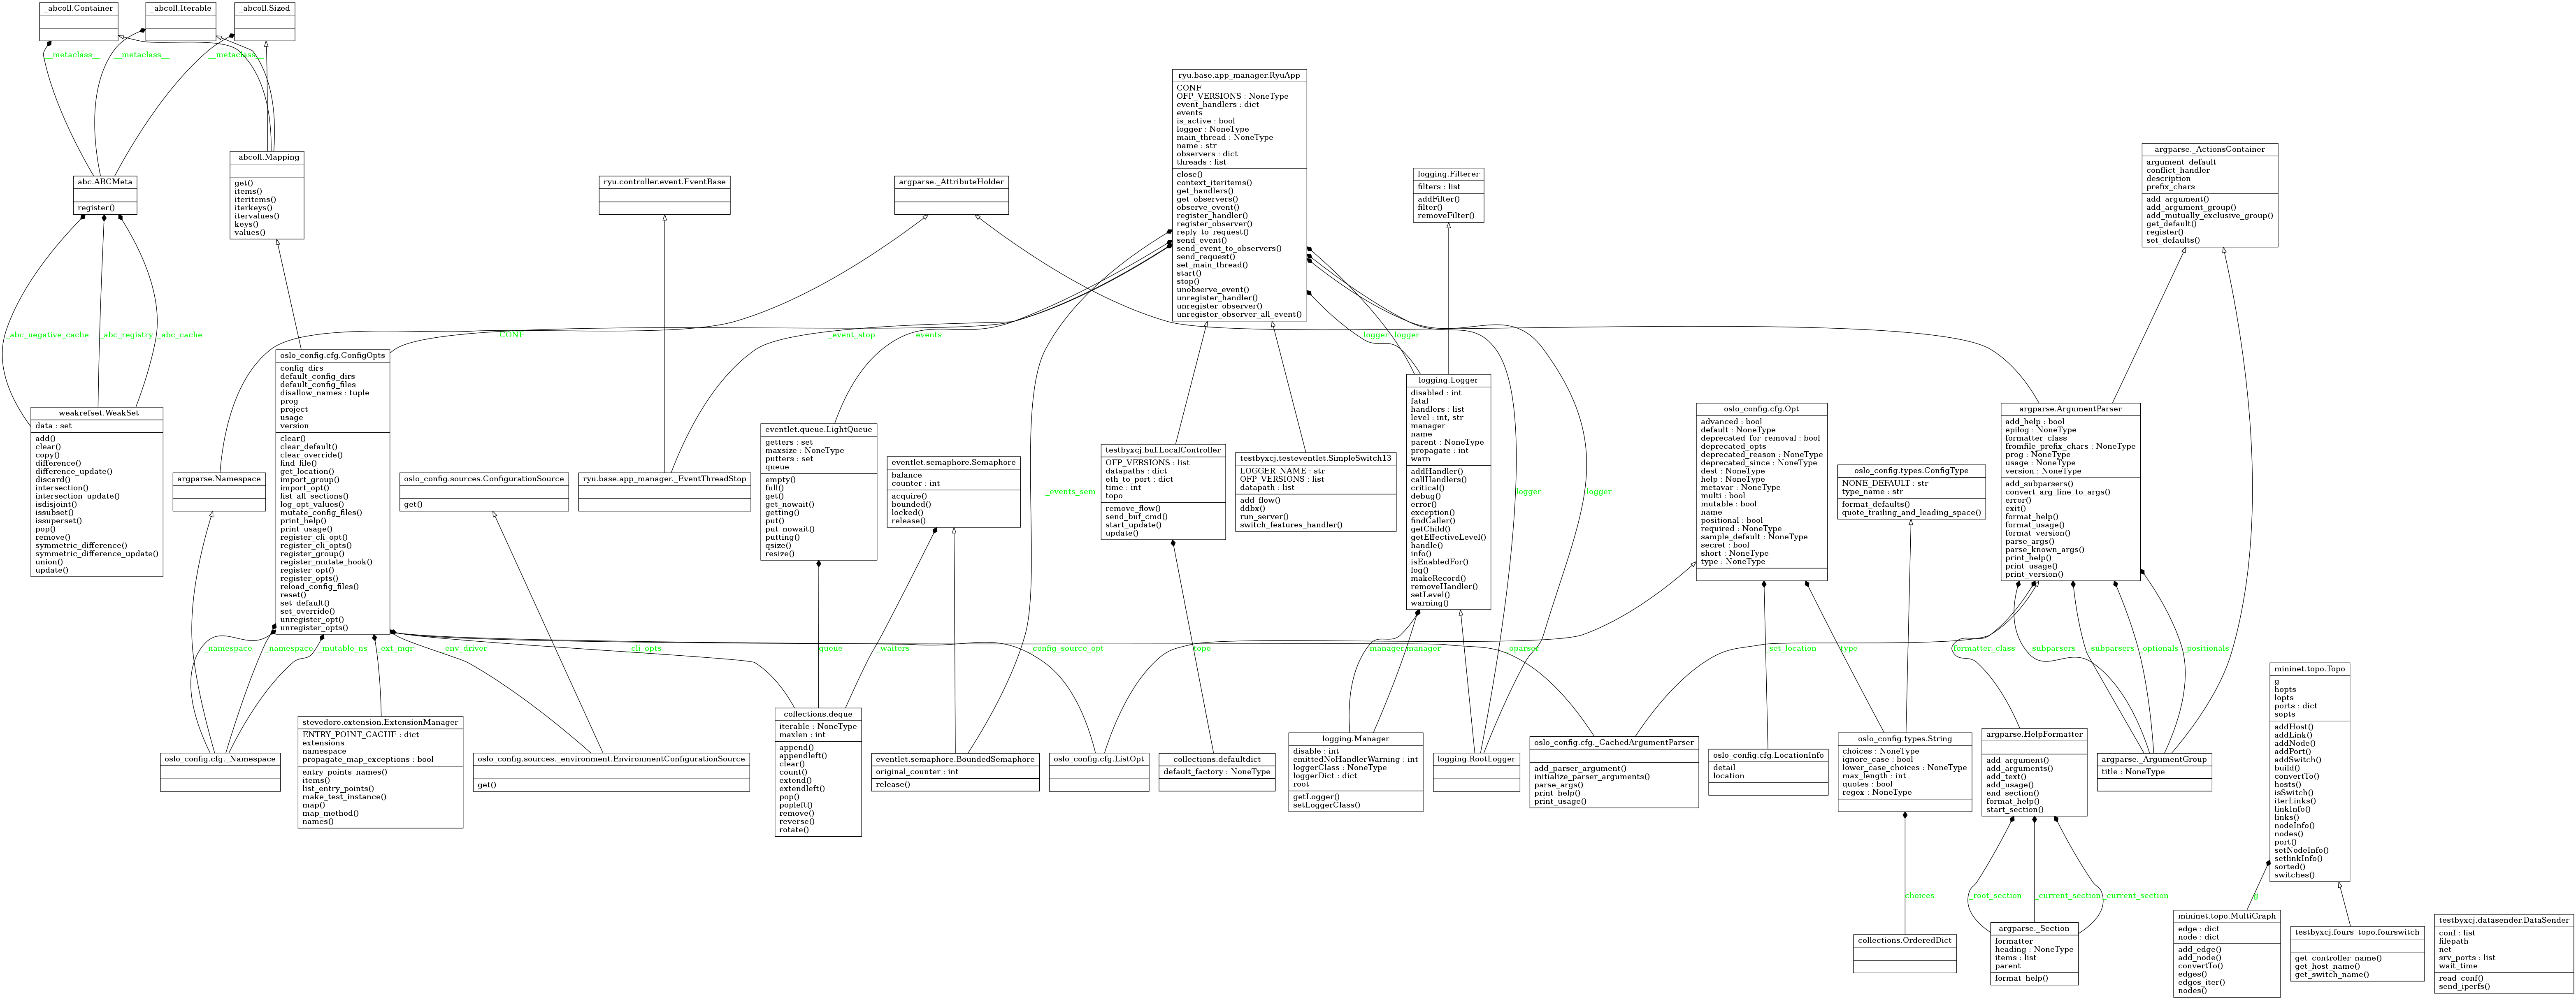 _abcoll.Container
_abcoll.Iterable
_abcoll.Sized
__metaclass__
__metaclass__
__metaclass__
ryu.base.app_manager.RyuApp
CONF
OFP_VERSIONS : NoneType
event_handlers : dict
events
is_active : bool
logger : NoneType
main_thread : NoneType
name : str
observers : dict
threads : list
close()
context_iteritems()
get_handlers()
get_observers()
observe_event()
register_handler()
register_observer()
reply_to_request()
send_event()
send_event_to_observers()
send_request()
set_main_thread()
start()
stop()
unobserve_event()
unregister_handler()
unregister_observer()
unregister_observer_all_event()
argparse._ActionsContainer
argument_default
conflict_handler
description
prefix_chars
add_argument()
add_argument_group()
add_mutually_exclusive_group()
get_default()
register()
set_defaults()
_abcoll.Mapping
get()
items()
iteritems()
iterkeys()
itervalues()
keys()
values()
logging.Filterer
filters : list
addFilter()
filter()
removeFilter()
abc.ABCMeta
register()
ryu.controller.event.EventBase
argparse._AttributeHolder
_abc_negative_cache
_abc_registry
_abc_cache
CONF
_event_stop
events
logger
logger
oslo_config.cfg.ConfigOpts
config_dirs
default_config_dirs
default_config_files
disallow_names : tuple
prog
project
usage
version
clear()
clear_default()
clear_override()
find_file()
get_location()
import_group()
import_opt()
list_all_sections()
log_opt_values()
mutate_config_files()
print_help()
print_usage()
register_cli_opt()
register_cli_opts()
register_group()
register_mutate_hook()
register_opt()
register_opts()
reload_config_files()
reset()
set_default()
set_override()
unregister_opt()
unregister_opts()
logging.Logger
disabled : int
fatal
handlers : list
level : int, str
manager
name
parent : NoneType
propagate : int
warn
addHandler()
callHandlers()
critical()
debug()
error()
exception()
findCaller()
getChild()
getEffectiveLevel()
handle()
info()
isEnabledFor()
log()
makeRecord()
removeHandler()
setLevel()
warning()
_weakrefset.WeakSet
data : set
add()
clear()
copy()
difference()
difference_update()
discard()
intersection()
intersection_update()
isdisjoint()
issubset()
issuperset()
pop()
remove()
symmetric_difference()
symmetric_difference_update()
union()
update()
oslo_config.cfg.Opt
advanced : bool
default : NoneType
deprecated_for_removal : bool
deprecated_opts
deprecated_reason : NoneType
deprecated_since : NoneType
dest : NoneType
help : NoneType
metavar : NoneType
multi : bool
mutable : bool
name
positional : bool
required : NoneType
sample_default : NoneType
secret : bool
short : NoneType
type : NoneType
argparse.ArgumentParser
add_help : bool
epilog : NoneType
formatter_class
fromfile_prefix_chars : NoneType
prog : NoneType
usage : NoneType
version : NoneType
add_subparsers()
convert_arg_line_to_args()
error()
exit()
format_help()
format_usage()
format_version()
parse_args()
parse_known_args()
print_help()
print_usage()
print_version()
eventlet.queue.LightQueue
getters : set
maxsize : NoneType
putters : set
queue
empty()
full()
get()
get_nowait()
getting()
put()
put_nowait()
putting()
qsize()
resize()
testbyxcj.buf.LocalController
OFP_VERSIONS : list
datapaths : dict
eth_to_port : dict
time : int
topo
remove_flow()
send_buf_cmd()
start_update()
update()
testbyxcj.testeventlet.SimpleSwitch13
LOGGER_NAME : str
OFP_VERSIONS : list
datapath : list
add_flow()
ddbx()
run_server()
switch_features_handler()
eventlet.semaphore.Semaphore
balance
counter : int
acquire()
bounded()
locked()
release()
oslo_config.types.ConfigType
NONE_DEFAULT : str
type_name : str
format_defaults()
quote_trailing_and_leading_space()
argparse.Namespace
oslo_config.sources.ConfigurationSource
get()
ryu.base.app_manager._EventThreadStop
_events_sem
logger
logger
_namespace
_namespace
_mutable_ns
_ext_mgr
_env_driver
_cli_opts
queue
_waiters
_config_source_opt
topo
manager
manager
_oparser
_set_location
type
formatter_class
_subparsers
_subparsers
_optionals
_positionals
mininet.topo.Topo
g
hopts
lopts
ports : dict
sopts
addHost()
addLink()
addNode()
addPort()
addSwitch()
build()
convertTo()
hosts()
isSwitch()
iterLinks()
linkInfo()
links()
nodeInfo()
nodes()
port()
setNodeInfo()
setlinkInfo()
sorted()
switches()
oslo_config.cfg._Namespace
stevedore.extension.ExtensionManager
ENTRY_POINT_CACHE : dict
extensions
namespace
propagate_map_exceptions : bool
entry_points_names()
items()
list_entry_points()
make_test_instance()
map()
map_method()
names()
oslo_config.sources._environment.EnvironmentConfigurationSource
get()
collections.deque
iterable : NoneType
maxlen : int
append()
appendleft()
clear()
count()
extend()
extendleft()
pop()
popleft()
remove()
reverse()
rotate()
eventlet.semaphore.BoundedSemaphore
original_counter : int
release()
oslo_config.cfg.ListOpt
collections.defaultdict
default_factory : NoneType
logging.Manager
disable : int
emittedNoHandlerWarning : int
loggerClass : NoneType
loggerDict : dict
root
getLogger()
setLoggerClass()
logging.RootLogger
oslo_config.cfg._CachedArgumentParser
add_parser_argument()
initialize_parser_arguments()
parse_args()
print_help()
print_usage()
oslo_config.cfg.LocationInfo
detail
location
oslo_config.types.String
choices : NoneType
ignore_case : bool
lower_case_choices : NoneType
max_length : int
quotes : bool
regex : NoneType
argparse.HelpFormatter
add_argument()
add_arguments()
add_text()
add_usage()
end_section()
format_help()
start_section()
argparse._ArgumentGroup
title : NoneType
choices
_root_section
_current_section
_current_section
g
collections.OrderedDict
argparse._Section
formatter
heading : NoneType
items : list
parent
format_help()
mininet.topo.MultiGraph
edge : dict
node : dict
add_edge()
add_node()
convertTo()
edges()
edges_iter()
nodes()
testbyxcj.fours_topo.fourswitch
get_controller_name()
get_host_name()
get_switch_name()
testbyxcj.datasender.DataSender
conf : list
filepath
net
srv_ports : list
wait_time
read_conf()
send_iperfs()